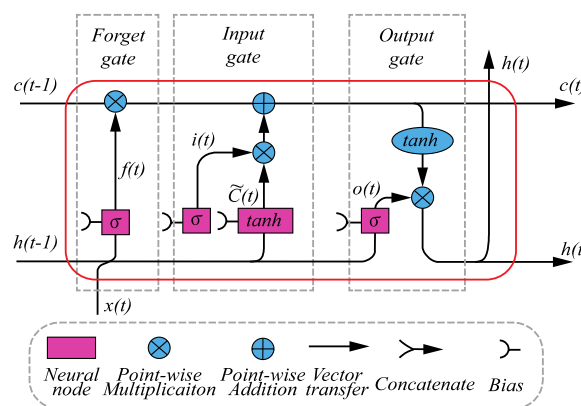 Forget
gate
Input
gate
Output
gate
h(t)
c(t-1)
c(t)
tanh
i(t)
f(t)
C̃(t)
o(t)
σ
σ
tanh
σ
h(t-1)
h(t
x(t)
Neural
node
Point-wise
Multiplicaiton
Point-wise
Addition
Vector
transfer
Concatenate
Bias